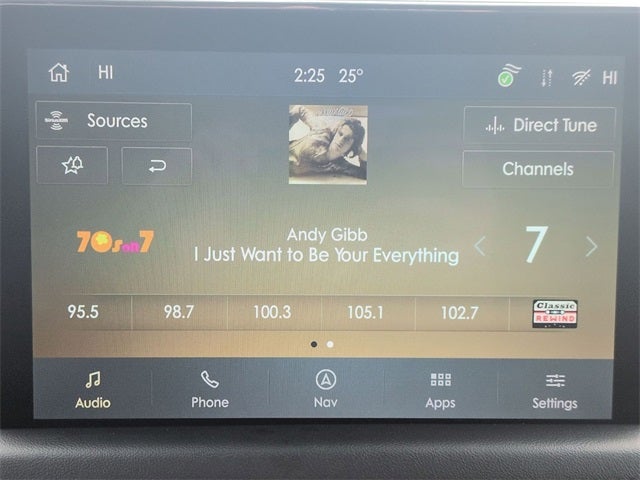 HI
2:25 25°
HI
SiriusXM
Sources
Direct Tune
Channels
70s on 7
Andy Gibb
I Just Want to Be Your Everything
7
95.5 98.7 100.3 105.1 102.7
Classic
REWIND
Audio Phone Nav Apps Settings